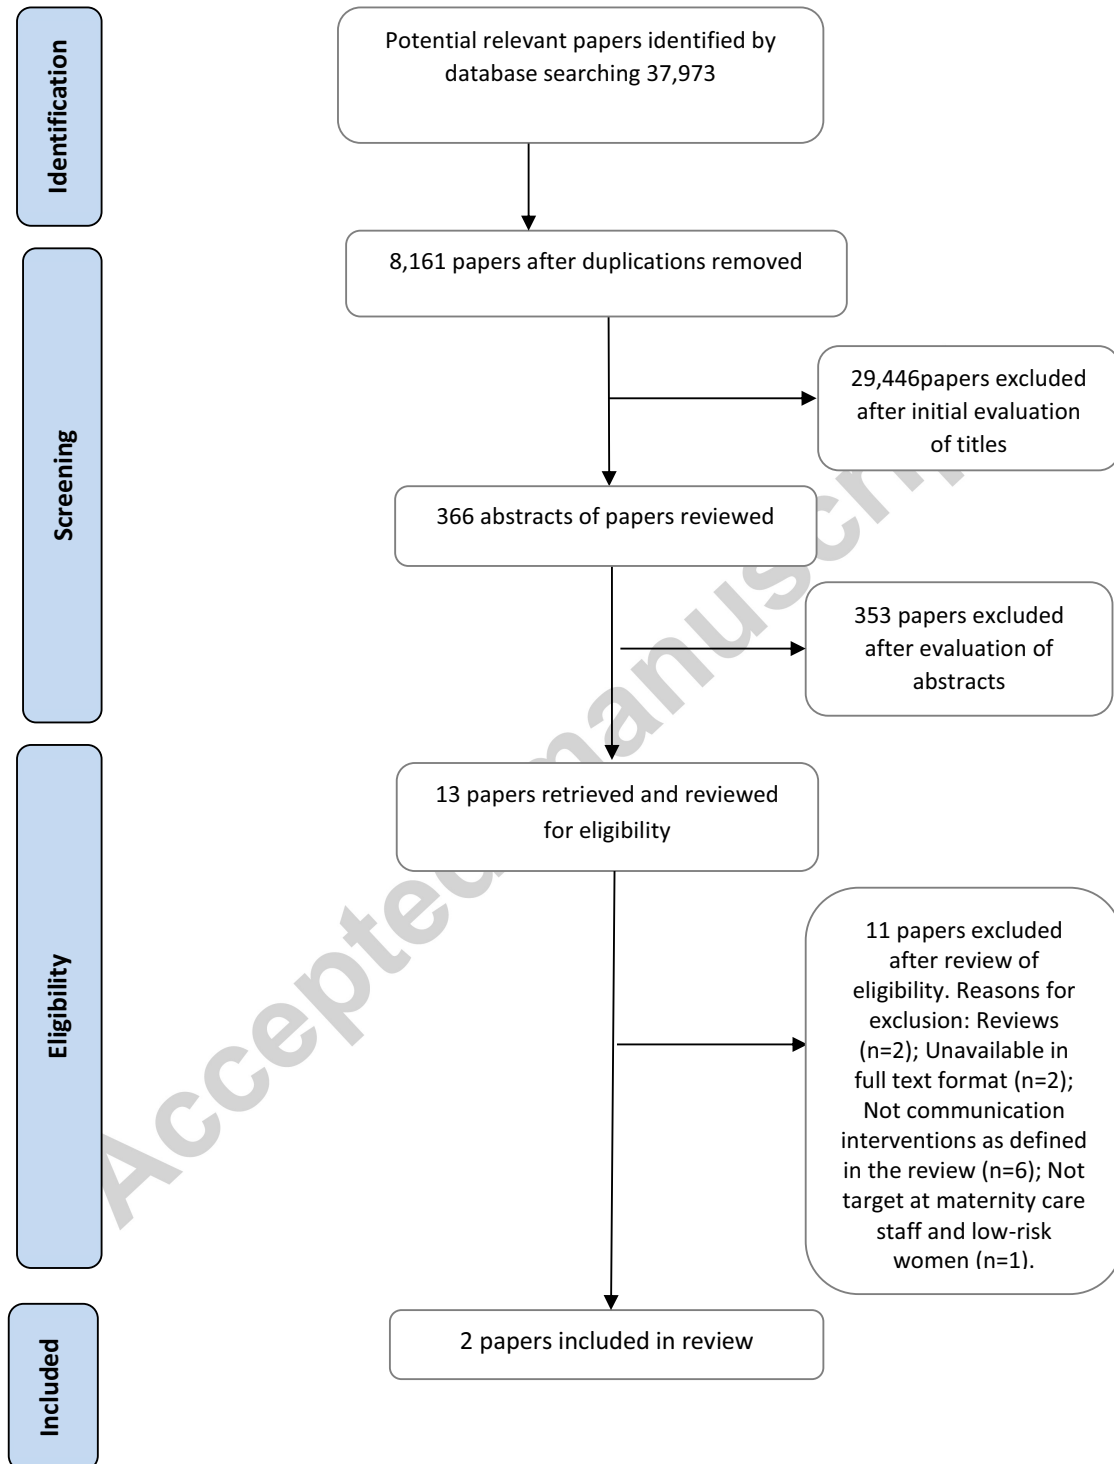 Identification
Potential relevant papers identified by
database searching 37,973
Screening
8,161 papers after duplications removed
29,446papers excluded
after initial evaluation
of titles
366 abstracts of papers reviewed
353 papers excluded
after evaluation of
abstracts
Eligibility
13 papers retrieved and reviewed
for eligibility
11 papers excluded
after review of
eligibility. Reasons for
exclusion: Reviews
(n=2); Unavailable in
full text format (n=2);
Not communication
interventions as defined
in the review (n=6); Not
target at maternity care
staff and low-risk
women (n=1).
Included
2 papers included in review
Accepted manuscript